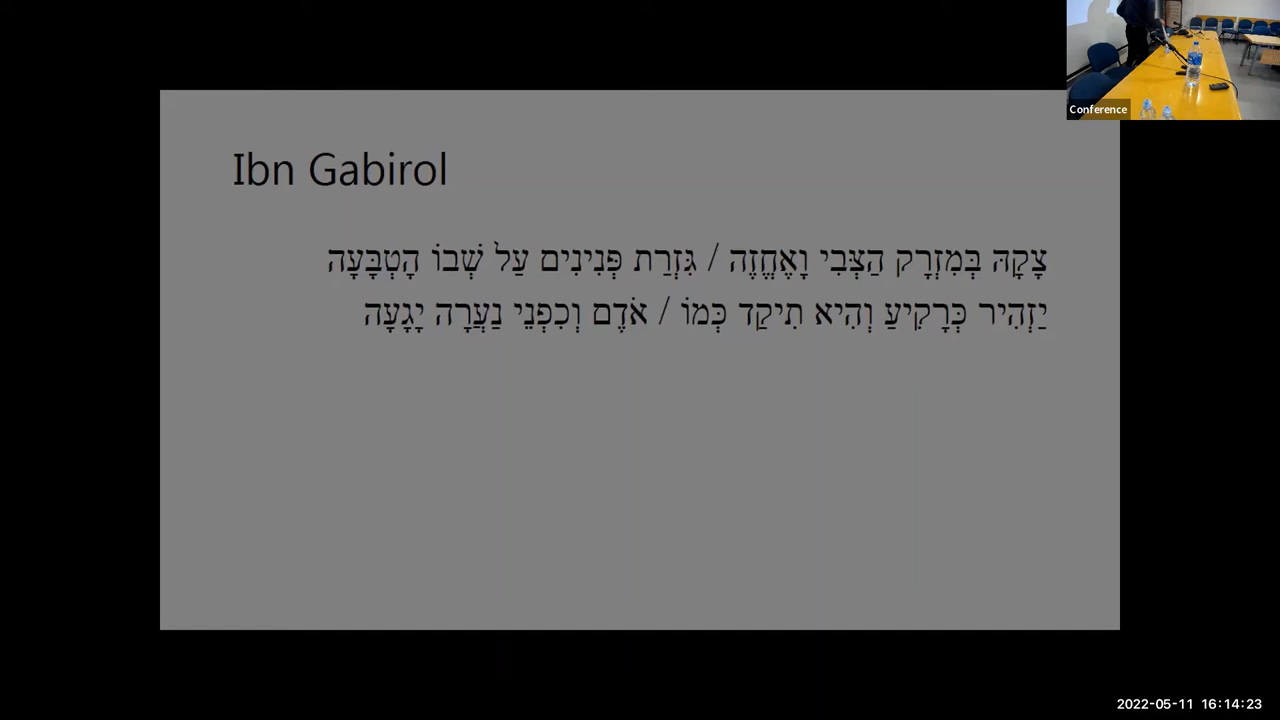 Conference
Ibn Gabirol
צָקָהּ בְּמִזְרָק הַצְּבִי וָאֶחֱזֶה / גִּזְרַת פְּנִינִים עַל שְׁבוֹ הָטְבָּעָה
יַזְהִיר כְּרָקִיעַ וְהִיא תִיקַד כְּמוֹ / אֹדֶם וְכִפְנֵי נַעֲרָה יָגָעָה
2022-05-11 16:14:23